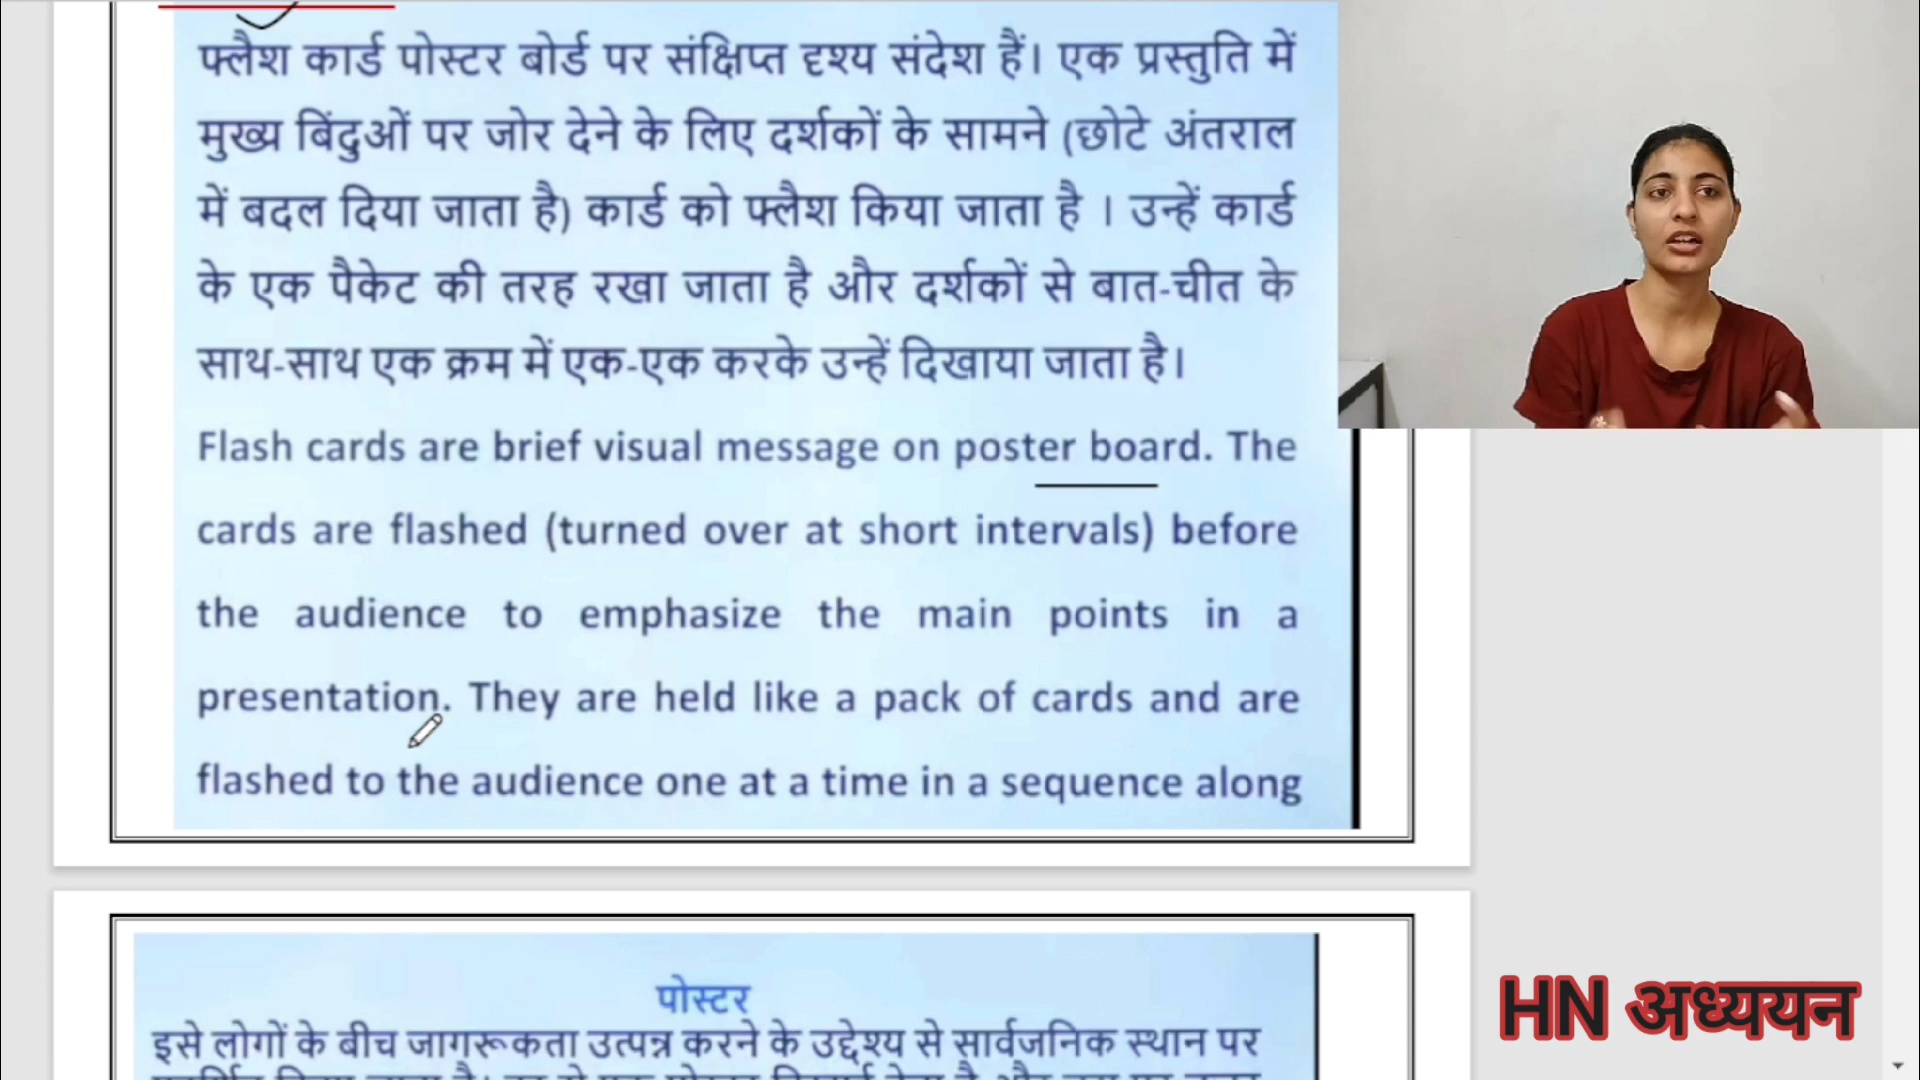 फ्लैश कार्ड पोस्टर बोर्ड पर संक्षिप्त दृश्य संदेश हैं। एक प्रस्तुति में
मुख्य बिंदुओं पर जोर देने के लिए दर्शकों के सामने (छोटे अंतराल
में बदल दिया जाता है) कार्ड को फ्लैश किया जाता है । उन्हें कार्ड
के एक पैकेट की तरह रखा जाता है और दर्शकों से बात-चीत के
साथ-साथ एक क्रम में एक-एक करके उन्हें दिखाया जाता है।
Flash cards are brief visual message on poster board. The
cards are flashed (turned over at short intervals) before
the audience to emphasize the main points in a
presentation. They are held like a pack of cards and are
flashed to the audience one at a time in a sequence along
पोस्टर
इसे लोगों के बीच जागरूकता उत्पन्न करने के उद्देश्य से सार्वजनिक स्थान पर
HN अध्ययन